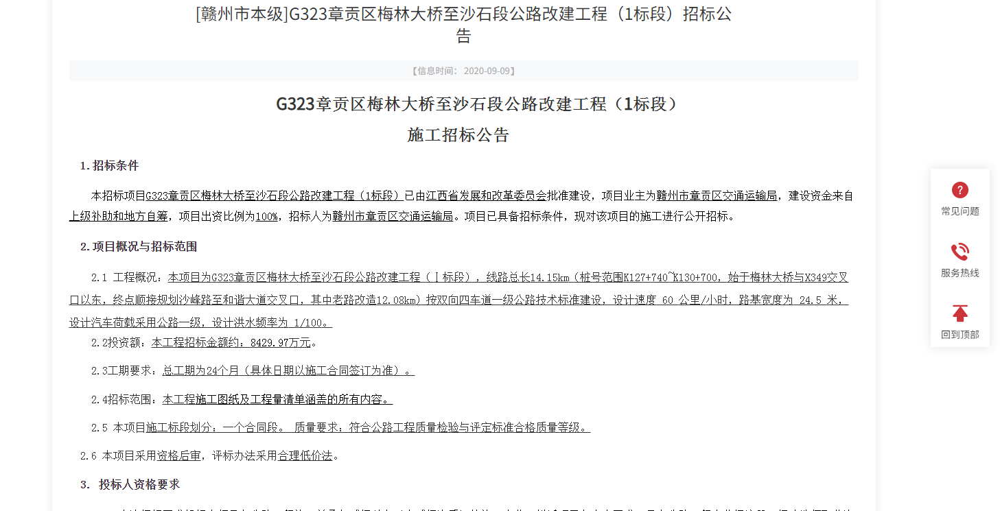 [赣州市本级]G323章贡区梅林大桥至沙石段公路改建工程（1标段）招标公
告
【信息时间： 2020-09-09】
G323章贡区梅林大桥至沙石段公路改建工程（1标段）
施工招标公告
1.招标条件
本招标项目G323章贡区梅林大桥至沙石段公路改建工程（1标段）已由江西省发展和改革委员会批准建设，项目业主为赣州市章贡区交通运输局，建设资金来自
上级补助和地方自筹，项目出资比例为100%，招标人为赣州市章贡区交通运输局。项目已具备招标条件，现对该项目的施工进行公开招标。
2.项目概况与招标范围
2.1 工程概况：本项目为G323章贡区梅林大桥至沙石段公路改建工程（Ⅰ标段），线路总长14.15km（桩号范围K127+740~K130+700，始于梅林大桥与X349交叉
口以东，终点顺接规划沙峰路至和谐大道交叉口，其中老路改造12.08km）按双向四车道一级公路技术标准建设，设计速度 60 公里/小时，路基宽度为 24.5 米，
设计汽车荷载采用公路一级，设计洪水频率为 1/100。
2.2投资额：本工程招标金额约：8429.97万元。
2.3工期要求：总工期为24个月（具体日期以施工合同签订为准）。
2.4招标范围：本工程施工图纸及工程量清单涵盖的所有内容。
2.5 本项目施工标段划分：一个合同段。 质量要求：符合公路工程质量检验与评定标准合格质量等级。
2.6 本项目采用资格后审，评标办法采用合理低价法。
3. 投标人资格要求
常见问题
服务热线
回到顶部